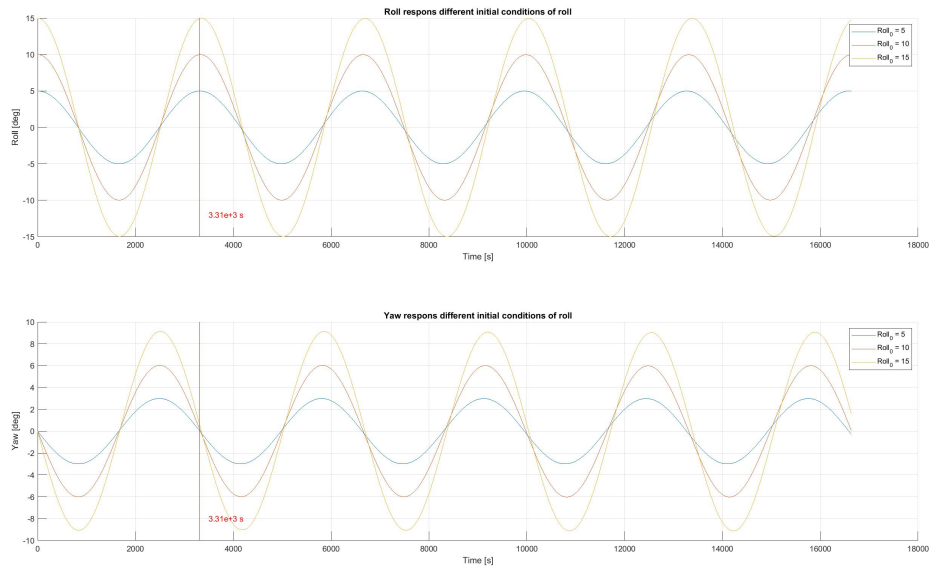 Roll respons different initial conditions of roll
15
10
5
0
-5
-10
-15
Roll [deg]
Roll0 = 5
Roll0 = 10
Roll0 = 15
3.31e+3 s
0 2000 4000 6000 8000 10000 12000 14000 16000 18000
Time [s]
Yaw respons different initial conditions of roll
10
8
6
4
2
0
-2
-4
-6
-8
-10
Yaw [deg]
Roll0 = 5
Roll0 = 10
Roll0 = 15
3.31e+3 s
0 2000 4000 6000 8000 10000 12000 14000 16000 18000
Time [s]